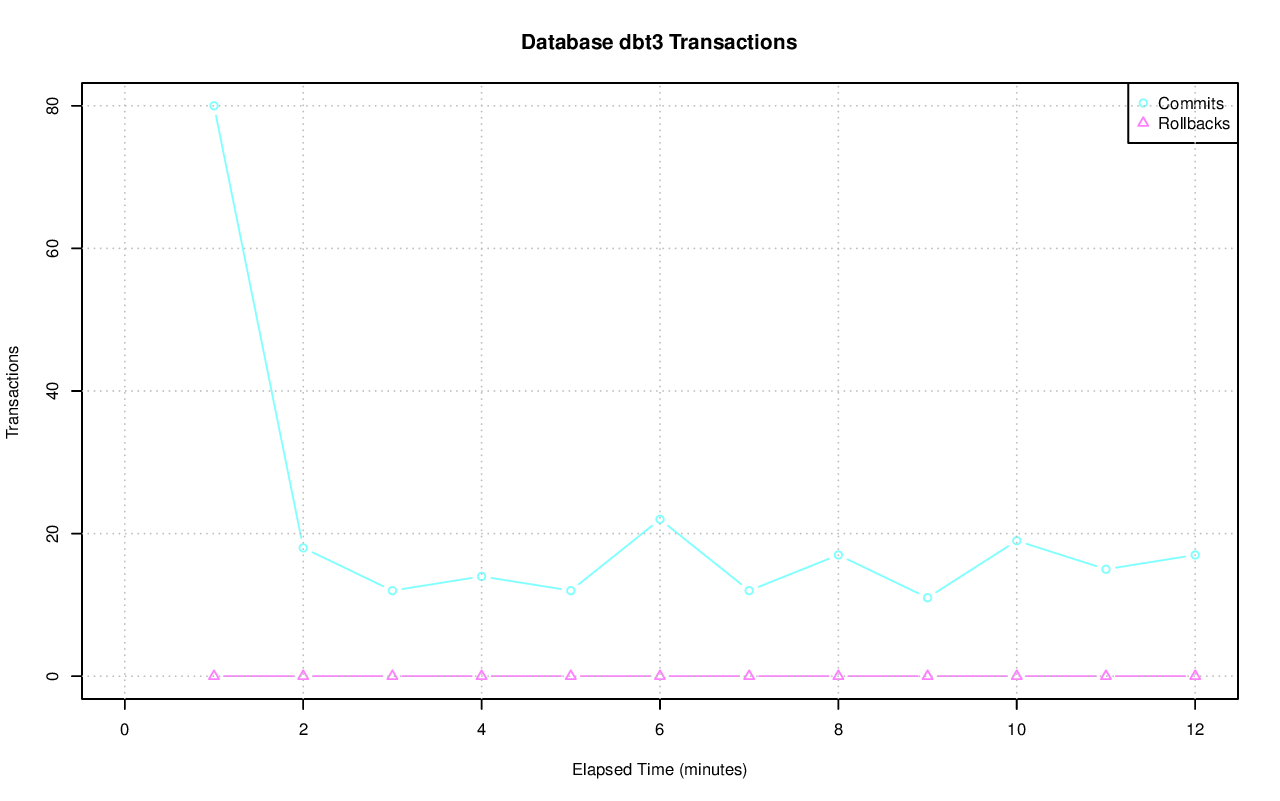 Database dbt3 Transactions
Commits
Rollbacks
80
60
40
20
0
Transactions
0 2 4 6 8 10 12
Elapsed Time (minutes)